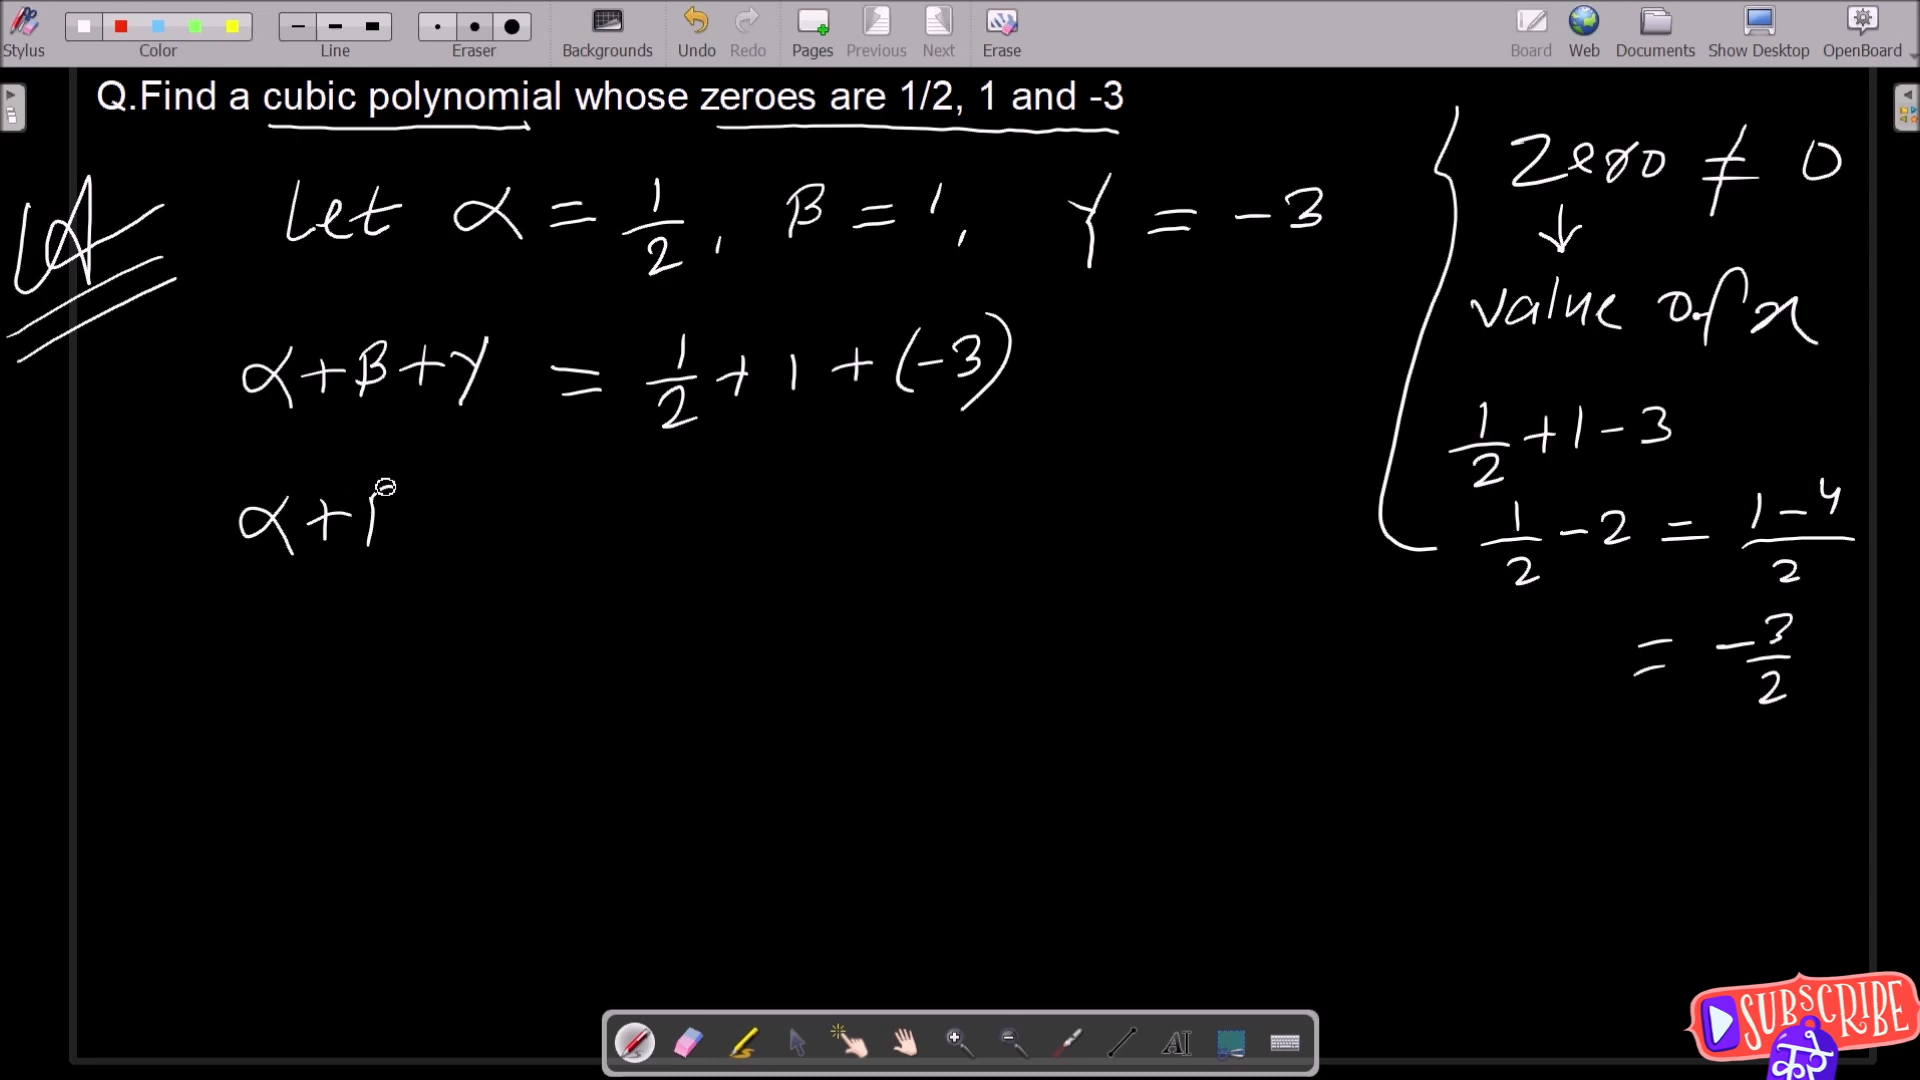 Stylus Color Line Eraser Backgrounds Undo Redo Pages Previous Next Erase Board Web Documents Show Desktop OpenBoard
Q.Find a cubic polynomial whose zeroes are 1/2, 1 and -3
Let α = 1/2, β = 1, γ = -3
α+β+γ = 1/2 + 1 + (-3)
α+
Zero ≠ 0
↓
value of x
1/2 + 1 - 3
1/2 - 2 = 1-4/2
= -3/2
AI
SUBSCRIBE
करे